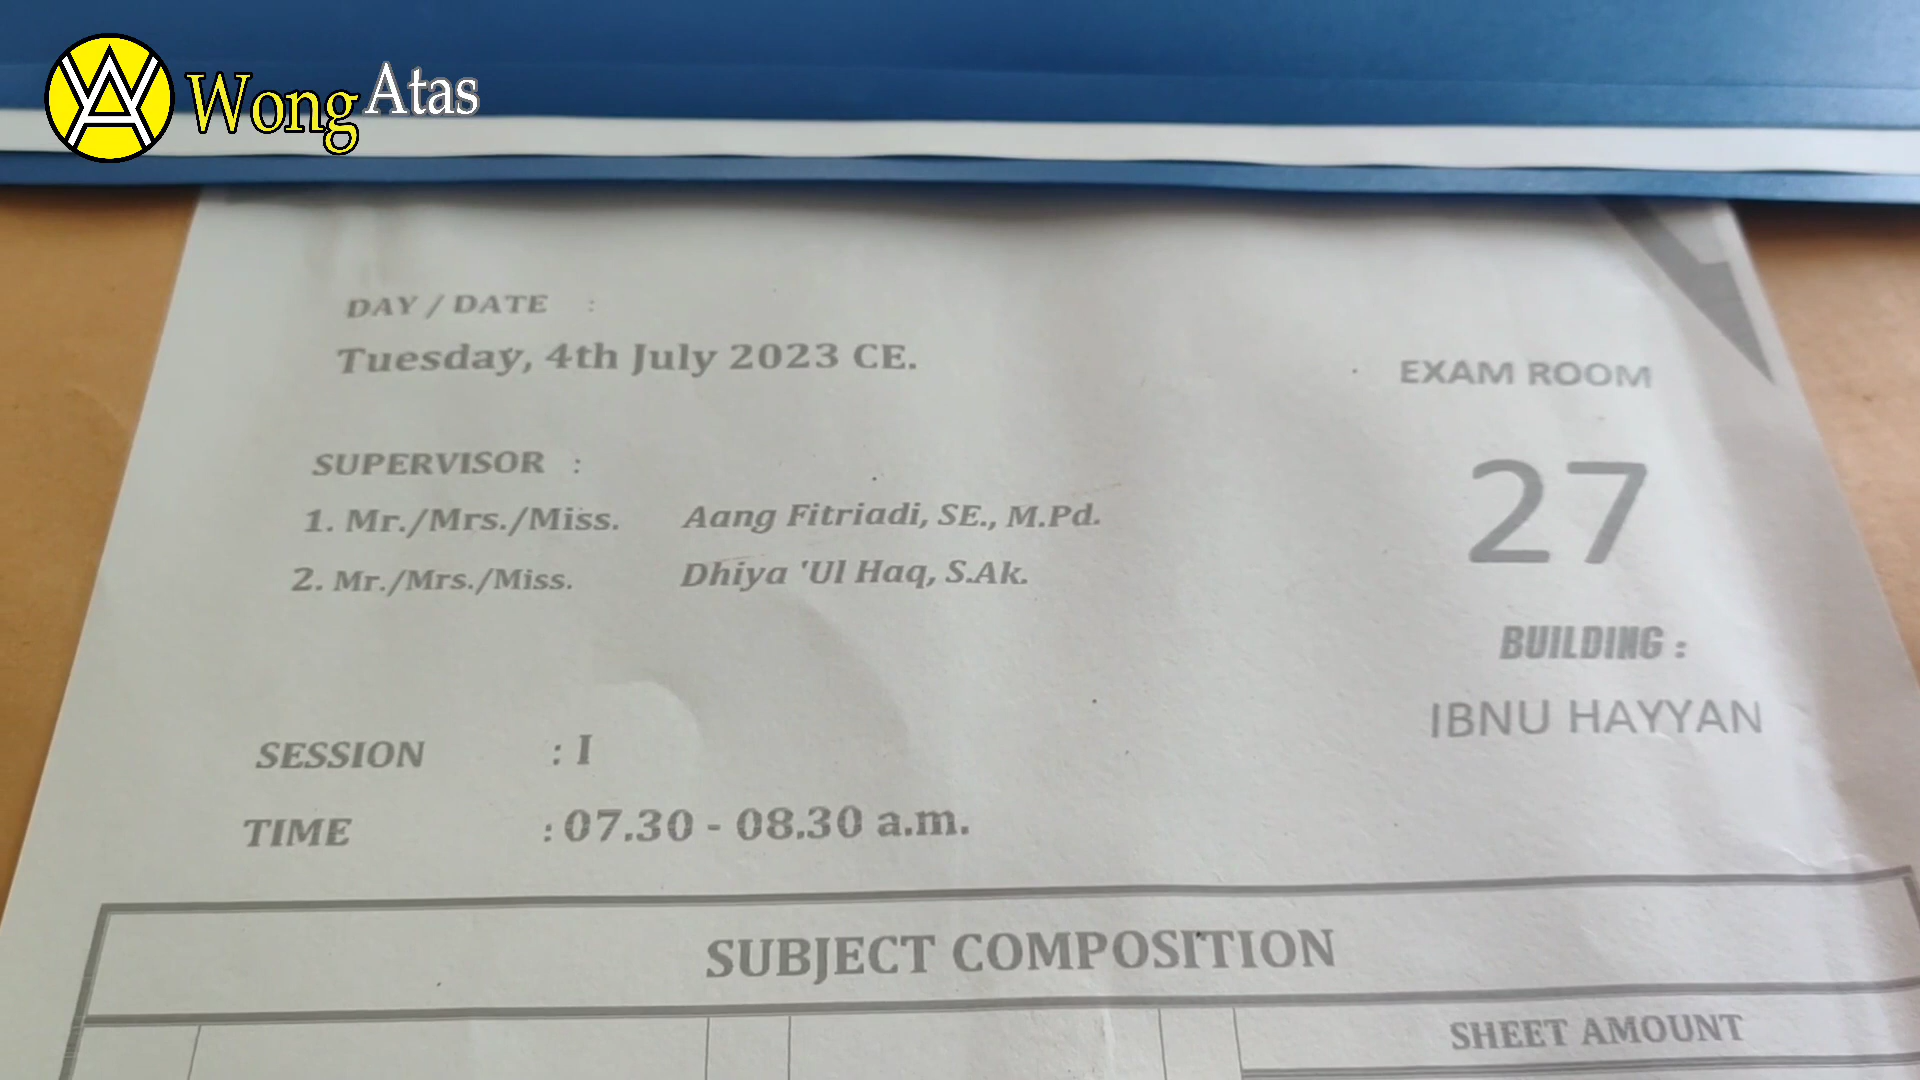 Wong Atas
DAY / DATE :
Tuesday, 4th July 2023 CE.
EXAM ROOM
27
SUPERVISOR :
1. Mr./Mrs./Miss. Aang Fitriadi, SE., M.Pd.
2. Mr./Mrs./Miss. Dhiya 'Ul Haq, S.Ak.
BUILDING :
IBNU HAYYAN
SESSION : I
TIME : 07.30 - 08.30 a.m.
SUBJECT COMPOSITION
SHEET AMOUNT